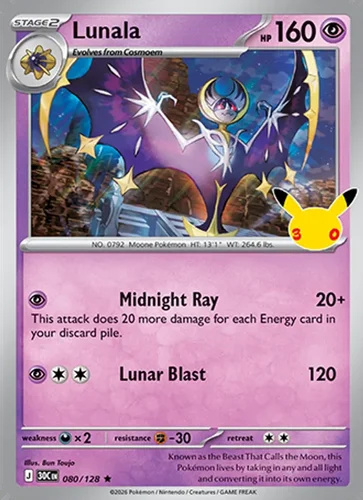 STAGE2 Lunala HP 160
Evolves from Cosmoem
30
NO. 0792 Moone Pokémon HT: 13'1" WT: 264.6 lbs.
Midnight Ray 20+
This attack does 20 more damage for each Energy card in
your discard pile.
Lunar Blast 120
weakness ×2 resistance -30 retreat
Illus. Bun Toujo
J 30C EN 080/128 ★
Known as the Beast That Calls the Moon, this
Pokémon lives by taking in any and all light
and converting it into its own energy.
©2026 Pokémon / Nintendo / Creatures / GAME FREAK